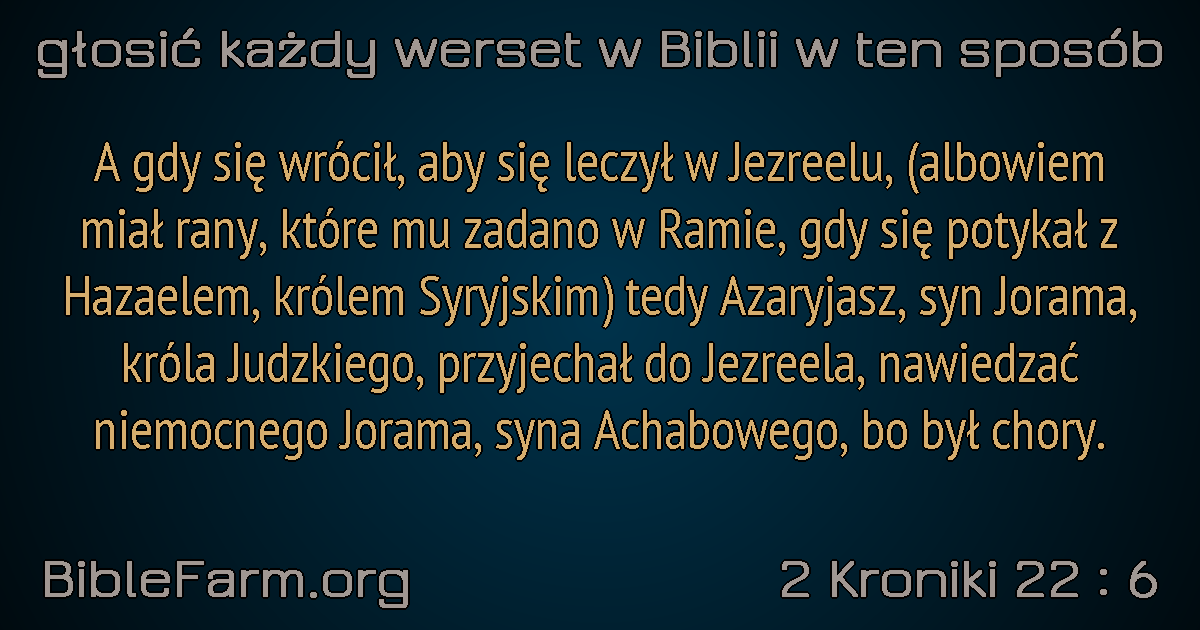 głosić każdy werset w Biblii w ten sposób
A gdy się wrócił, aby się leczył w Jezreelu, (albowiem
miał rany, które mu zadano w Ramie, gdy się potykał z
Hazaelem, królem Syryjskim) tedy Azaryjasz, syn Jorama,
króla Judzkiego, przyjechał do Jezreela, nawiedzać
niemocnego Jorama, syna Achabowego, bo był chory.
BibleFarm.org
2 Kroniki 22 : 6